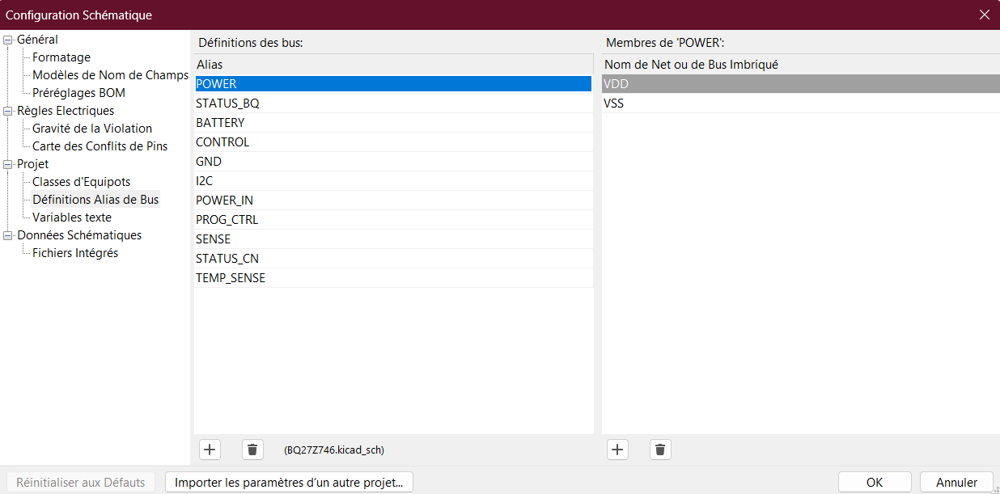 Configuration Schématique
Général
Formatage
Modèles de Nom de Champs
Préréglages BOM
Règles Electriques
Gravité de la Violation
Carte des Conflits de Pins
Projet
Classes d'Equipots
Définitions Alias de Bus
Variables texte
Données Schématiques
Fichiers Intégrés
Définitions des bus:
Alias
POWER
STATUS_BQ
BATTERY
CONTROL
GND
I2C
POWER_IN
PROG_CTRL
SENSE
STATUS_CN
TEMP_SENSE
(BQ27Z746.kicad_sch)
Membres de 'POWER':
Nom de Net ou de Bus Imbriqué
VDD
VSS
Réinitialiser aux Défauts
Importer les paramètres d’un autre projet...
OK
Annuler